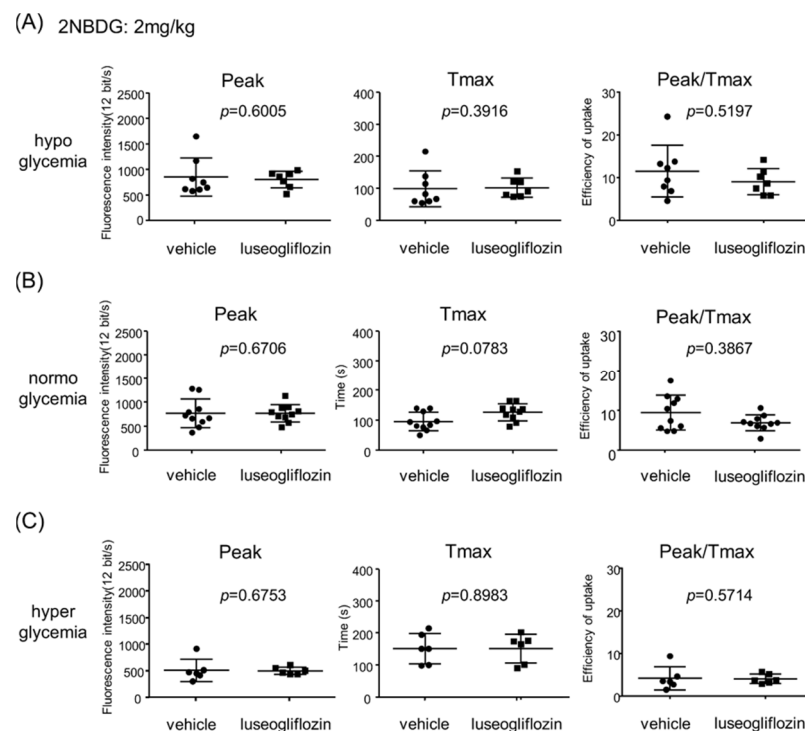 (A) 2NBDG: 2mg/kg
hypo
glycemia
Peak
p=0.6005
Fluorescence intensity(12 bit/s)
2500
2000
1500
1000
500
0
vehicle luseogliflozin
Tmax
p=0.3916
400
300
200
100
0
vehicle luseogliflozin
Peak/Tmax
p=0.5197
Efficiency of uptake
30
20
10
0
vehicle luseogliflozin
(B)
normo
glycemia
Peak
p=0.6706
Fluorescence intensity(12 bit/s)
2500
2000
1500
1000
500
0
vehicle luseogliflozin
Tmax
p=0.0783
Time (s)
400
300
200
100
0
vehicle luseogliflozin
Peak/Tmax
p=0.3867
Efficiency of uptake
30
20
10
0
vehicle luseogliflozin
(C)
hyper
glycemia
Peak
p=0.6753
Fluorescence intensity(12 bit/s)
2500
2000
1500
1000
500
0
vehicle luseogliflozin
Tmax
p=0.8983
Time (s)
400
300
200
100
0
vehicle luseogliflozin
Peak/Tmax
p=0.5714
Efficiency of uptake
30
20
10
0
vehicle luseogliflozin